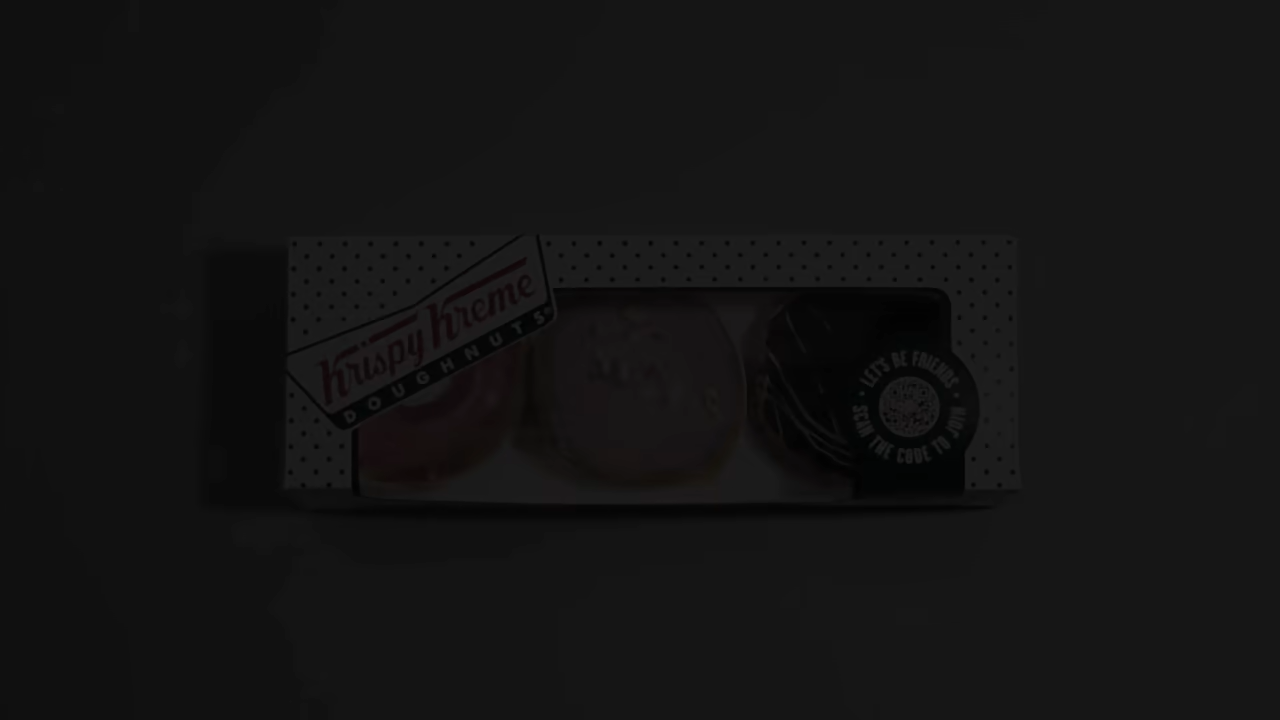 Krispy Kreme
DOUGHNUTS®
• LET'S BE FRIENDS •
SCAN THE CODE TO JOIN